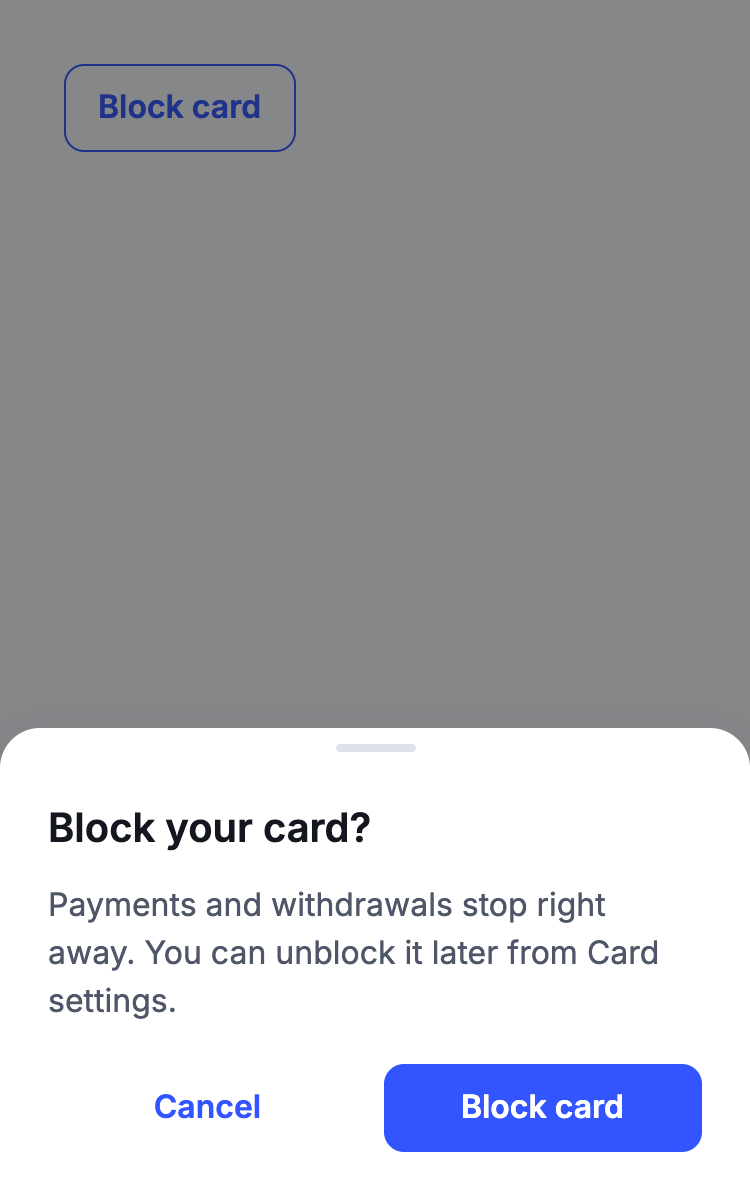 Block card
Block your card?
Payments and withdrawals stop right
away. You can unblock it later from Card
settings.
Cancel
Block card